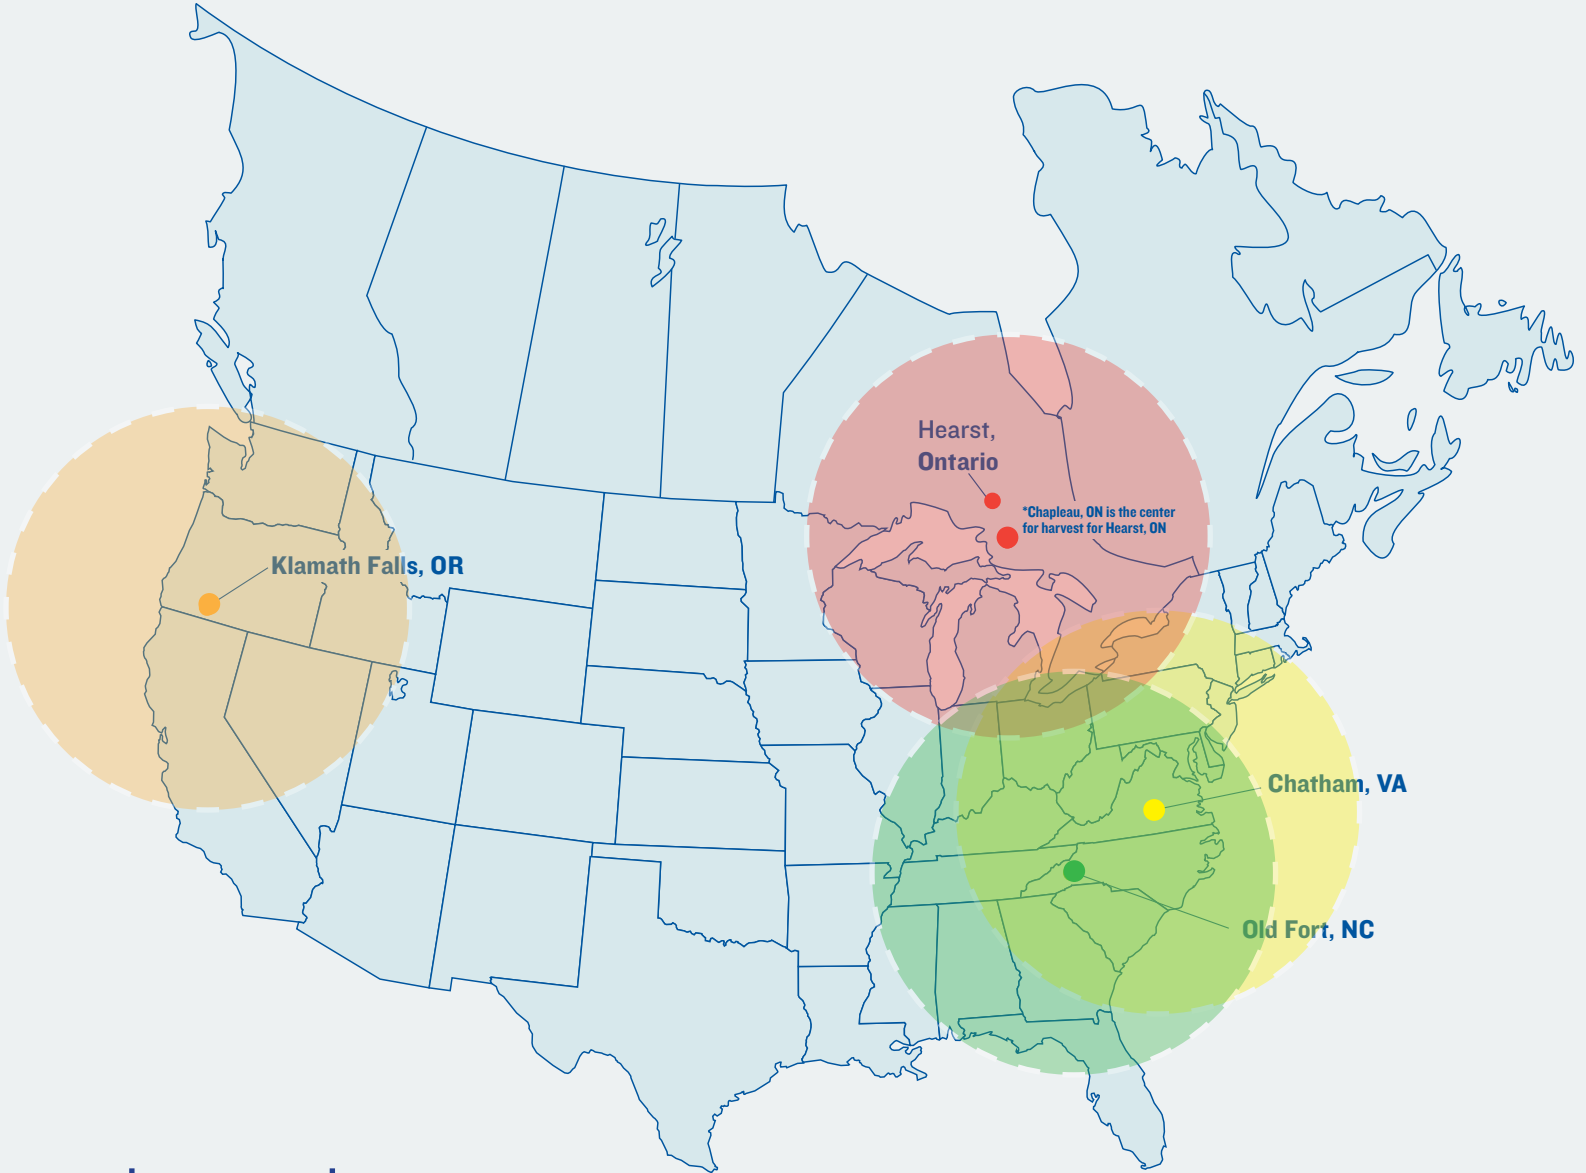 Hearst,
Ontario
*Chapleau, ON is the center
for harvest for Hearst, ON
Klamath Falls, OR
Chatham, VA
Old Fort, NC